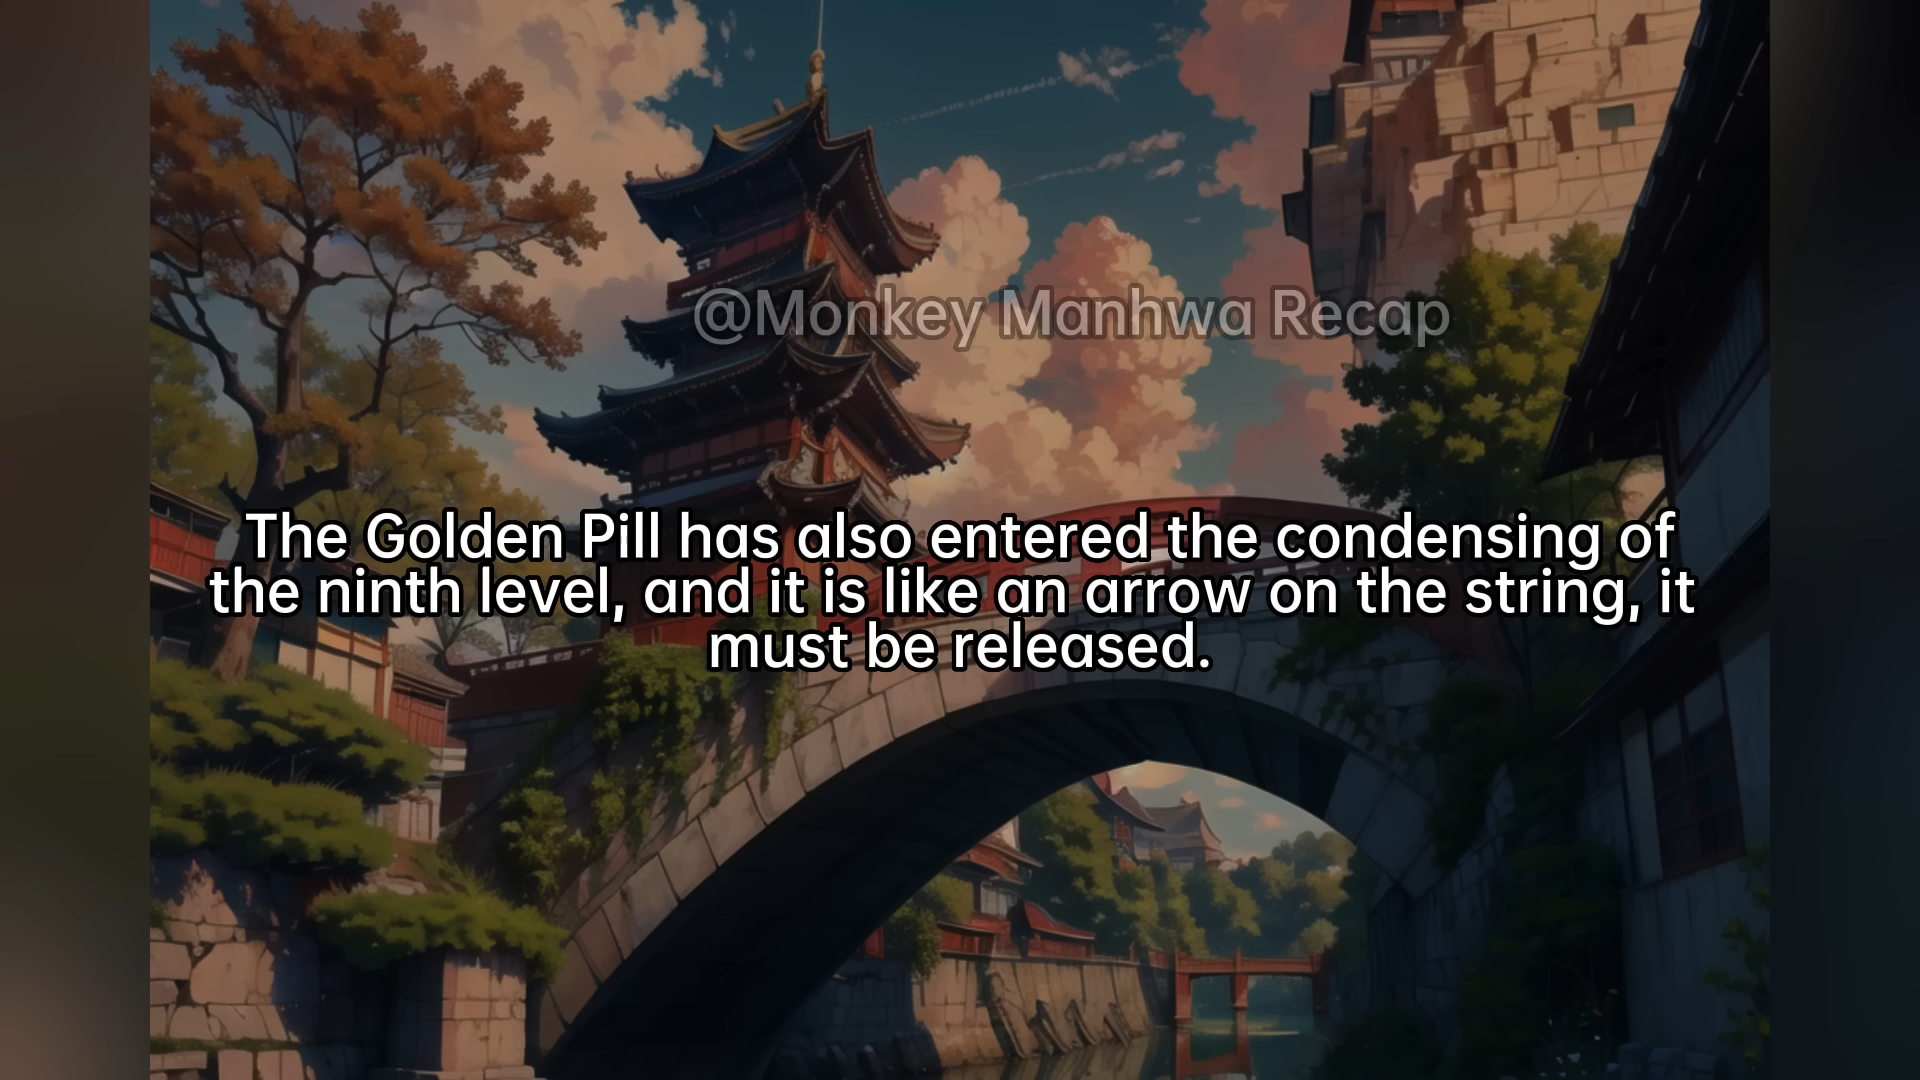 @Monkey Manhwa Recap
The Golden Pill has also entered the condensing of
the ninth level, and it is like an arrow on the string, it
must be released.